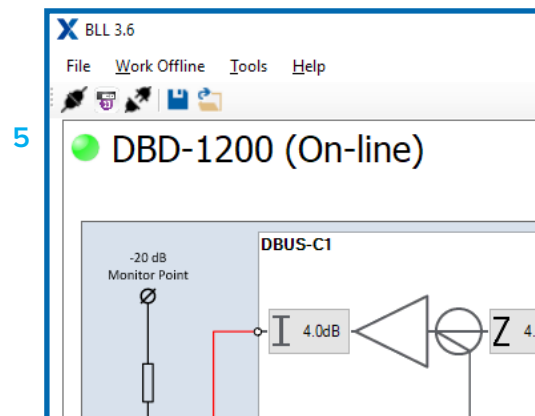 BLL 3.6
File Work Offline Tools Help
5
DBD-1200 (On-line)
DBUS-C1
-20 dB
Monitor Point
4.0dB
4.